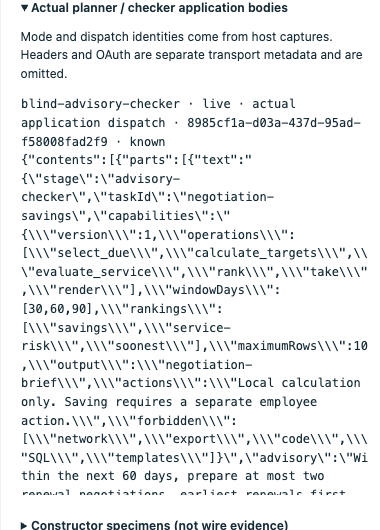 ▼ Actual planner / checker application bodies
Mode and dispatch identities come from host captures.
Headers and OAuth are separate transport metadata and are
omitted.
blind-advisory-checker · live · actual
application dispatch · 8985cf1a-d03a-437d-95ad-
f58008fad2f9 · known
{"contents":[{"parts":[{"text":"
{\"stage\":\"advisory-
checker\",\"taskId\":\"negotiation-
savings\",\"capabilities\":\"
{\\\"version\\\":1,\\\"operations\\\":
[\\\"select_due\\\",\\\"calculate_targets\\\",\\
\"evaluate_service\\\",\\\"rank\\\",\\\"take\\\"
,\\\"render\\\"],\\\"windowDays\\\":
[30,60,90],\\\"rankings\\\":
[\\\"savings\\\",\\\"service-
risk\\\",\\\"soonest\\\"],\\\"maximumRows\\\":10
,\\\"output\\\":\\\"negotiation-
brief\\\",\\\"actions\\\":\\\"Local calculation
only. Saving requires a separate employee
action.\\\",\\\"forbidden\\\":
[\\\"network\\\",\\\"export\\\",\\\"code\\\",\\\
"SQL\\\",\\\"templates\\\"]}\",\"advisory\":\"Wi
thin the next 60 days, prepare at most two
renewal negotiations, earliest renewals first
▶ Constructor specimens (not wire evidence)